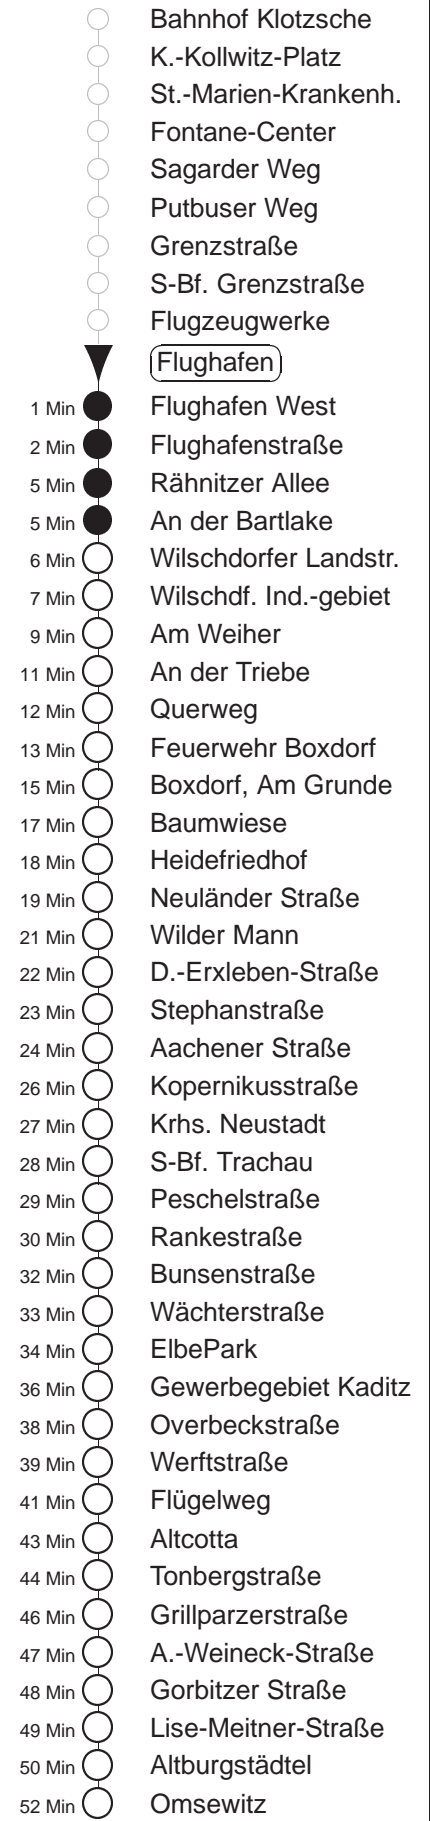 Bahnhof Klotzsche
K.-Kollwitz-Platz
St.-Marien-Krankenh.
Fontane-Center
Sagarder Weg
Putbuser Weg
Grenzstraße
S-Bf. Grenzstraße
Flugzeugwerke
Flughafen
1 Min Flughafen West
2 Min Flughafenstraße
5 Min Rähnitzer Allee
5 Min An der Bartlake
6 Min Wilschdorfer Landstr.
7 Min Wilschdf. Ind.-gebiet
9 Min Am Weiher
11 Min An der Triebe
12 Min Querweg
13 Min Feuerwehr Boxdorf
15 Min Boxdorf, Am Grunde
17 Min Baumwiese
18 Min Heidefriedhof
19 Min Neuländer Straße
21 Min Wilder Mann
22 Min D.-Erxleben-Straße
23 Min Stephanstraße
24 Min Aachener Straße
26 Min Kopernikusstraße
27 Min Krhs. Neustadt
28 Min S-Bf. Trachau
29 Min Peschelstraße
30 Min Rankestraße
32 Min Bunsenstraße
33 Min Wächterstraße
34 Min ElbePark
36 Min Gewerbegebiet Kaditz
38 Min Overbeckstraße
39 Min Werftstraße
41 Min Flügelweg
43 Min Altcotta
44 Min Tonbergstraße
46 Min Grillparzerstraße
47 Min A.-Weineck-Straße
48 Min Gorbitzer Straße
49 Min Lise-Meitner-Straße
50 Min Altburgstädtel
52 Min Omsewitz